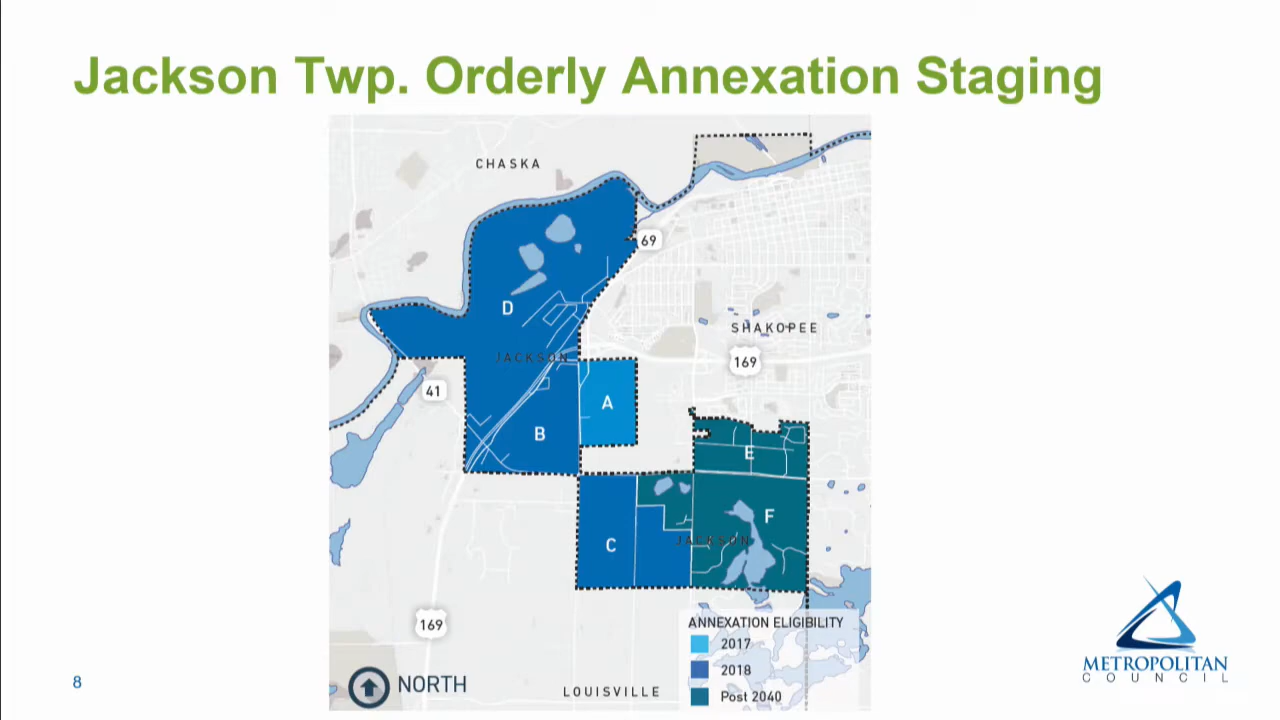 Jackson Twp. Orderly Annexation Staging
CHASKA
69
D
SHAKOPEE
JACKSON
169
41
A
B
E
F
JACKSON
C
169
ANNEXATION ELIGIBILITY
2017
2018
Post 2040
NORTH
LOUISVILLE
METROPOLITAN
COUNCIL
8